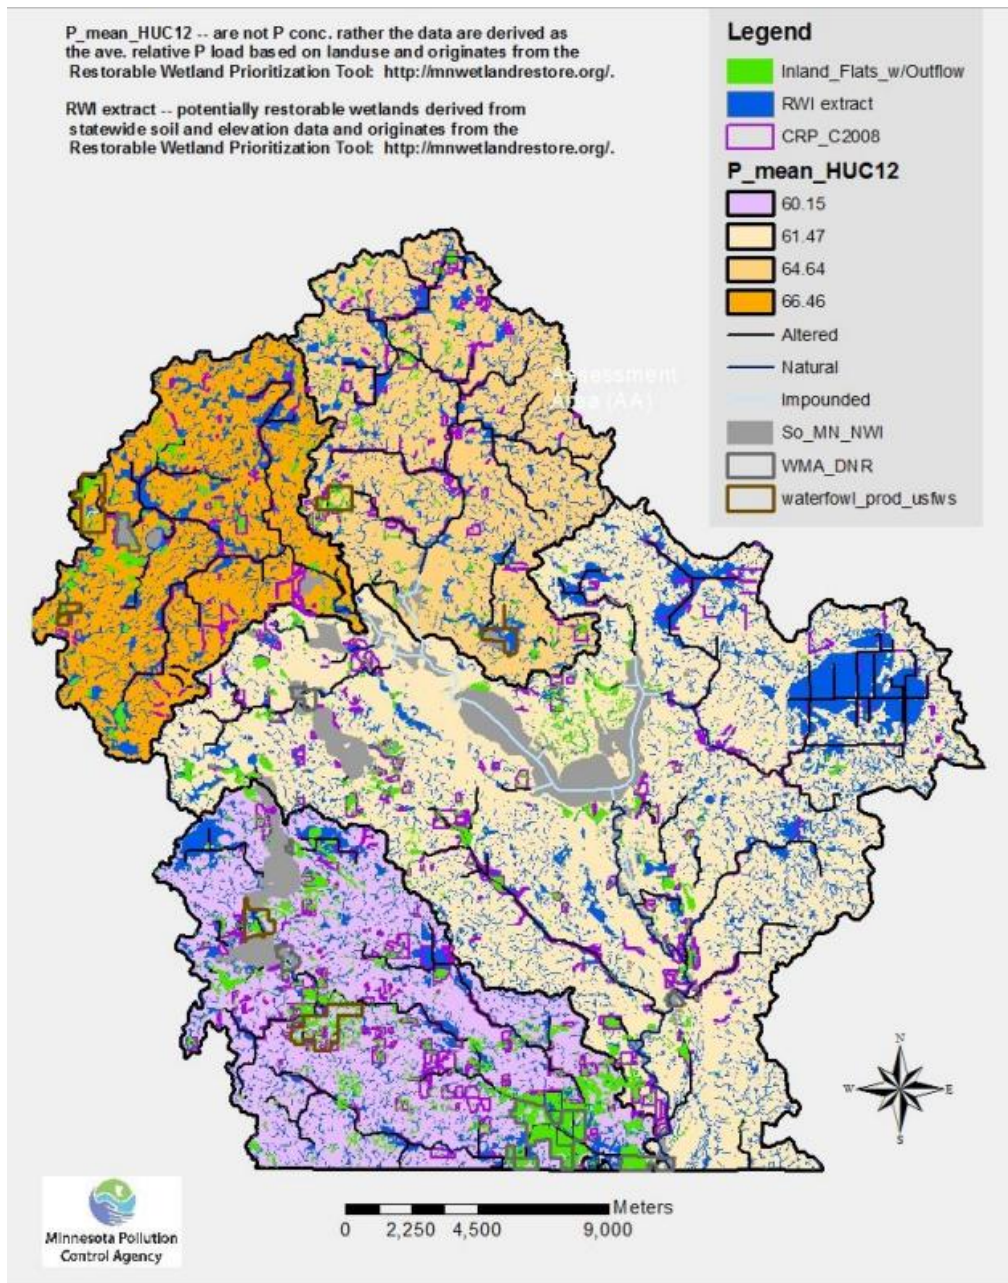 P_mean_HUC12 -- are not P conc. rather the data are derived as
the ave. relative P load based on landuse and originates from the
Restorable Wetland Prioritization Tool: http://mnwetlandrestore.org/.
RWI extract -- potentially restorable wetlands derived from
statewide soil and elevation data and originates from the
Restorable Wetland Prioritization Tool: http://mnwetlandrestore.org/.
Legend
Inland_Flats_w/Outflow
RWI extract
CRP_C2008
P_mean_HUC12
60.15
61.47
64.64
66.46
Altered
Natural
Impounded
So_MN_NWI
WMA_DNR
waterfowl_prod_usfws
Assessment
Area (AA)
N
W E
S
Meters
0 2,250 4,500 9,000
Minnesota Pollution
Control Agency